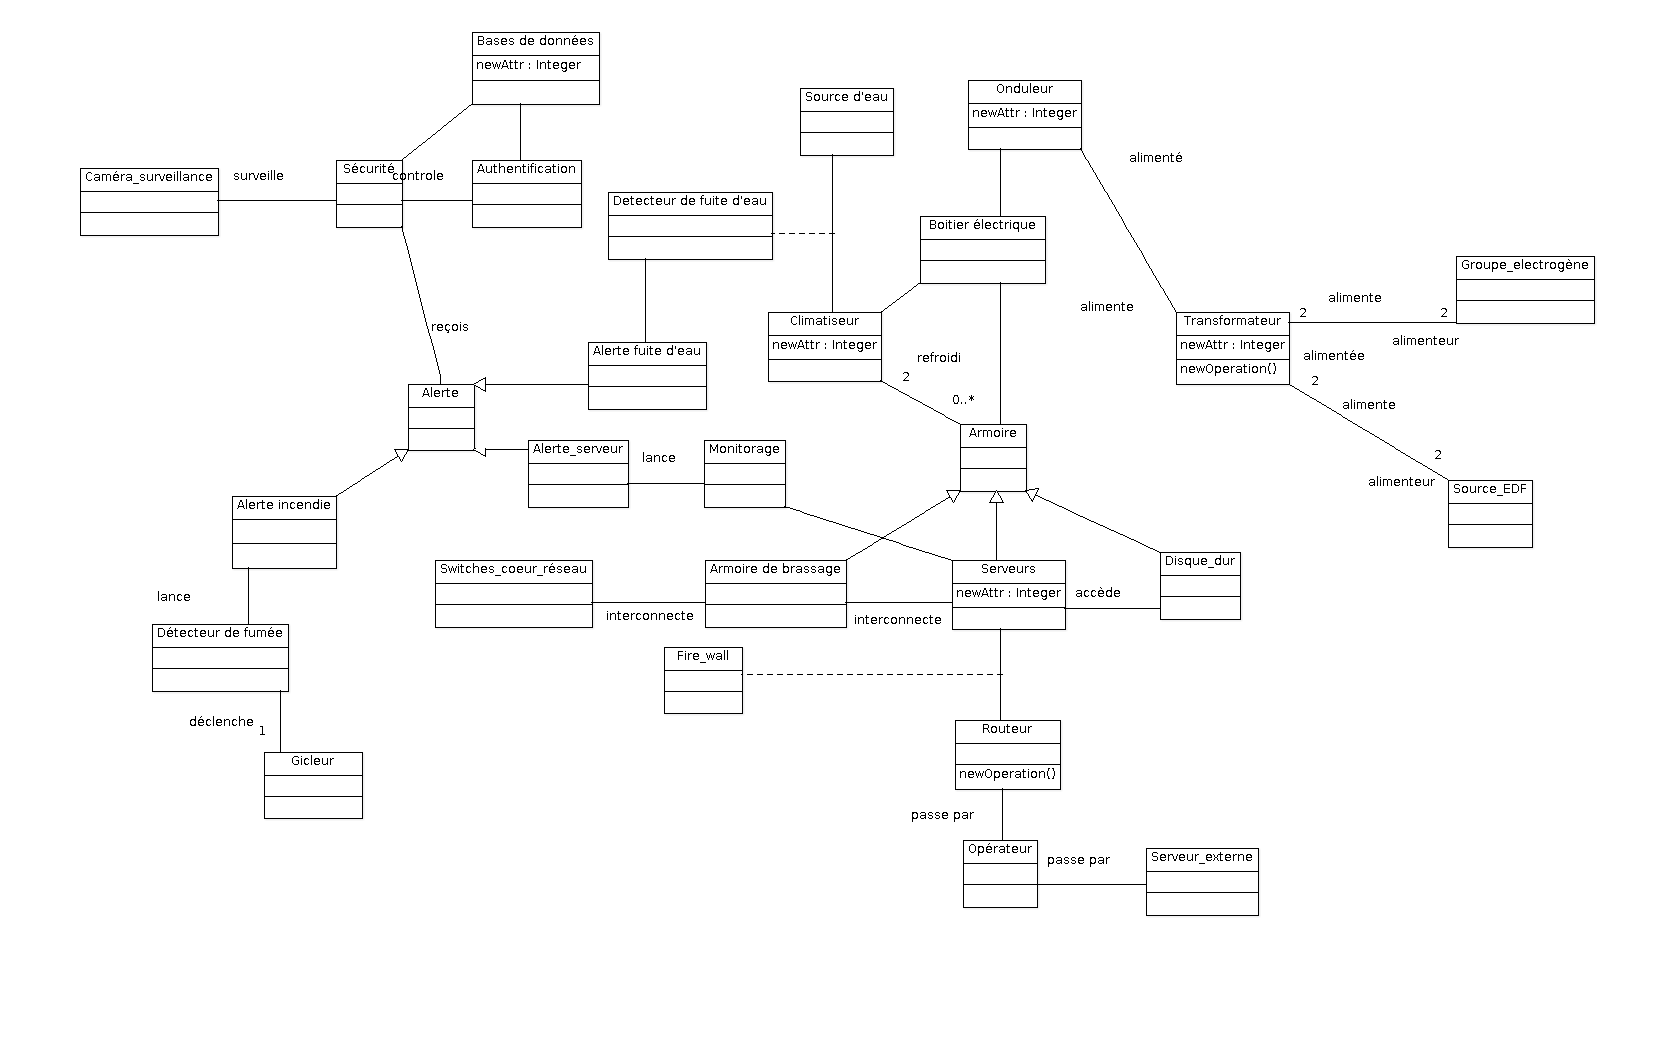 Bases de données
newAttr : Integer
Source d'eau
Onduleur
newAttr : Integer
alimenté
Caméra_surveillance
surveille
Sécurité
controle
Authentification
Detecteur de fuite d'eau
Boitier électrique
Groupe_electrogène
alimente
2
2
alimenteur
alimente
Transformateur
newAttr : Integer
newOperation()
alimentée
2
alimente
2
alimenteur
Source_EDF
Climatiseur
newAttr : Integer
refroidi
2
0..*
reçois
Alerte fuite d'eau
Alerte
Armoire
Alerte_serveur
lance
Monitorage
Alerte incendie
Switches_coeur_réseau
interconnecte
Armoire de brassage
interconnecte
Serveurs
newAttr : Integer
accède
Disque_dur
lance
Détecteur de fumée
Fire_wall
déclenche
1
Gicleur
Routeur
newOperation()
passe par
Opérateur
passe par
Serveur_externe